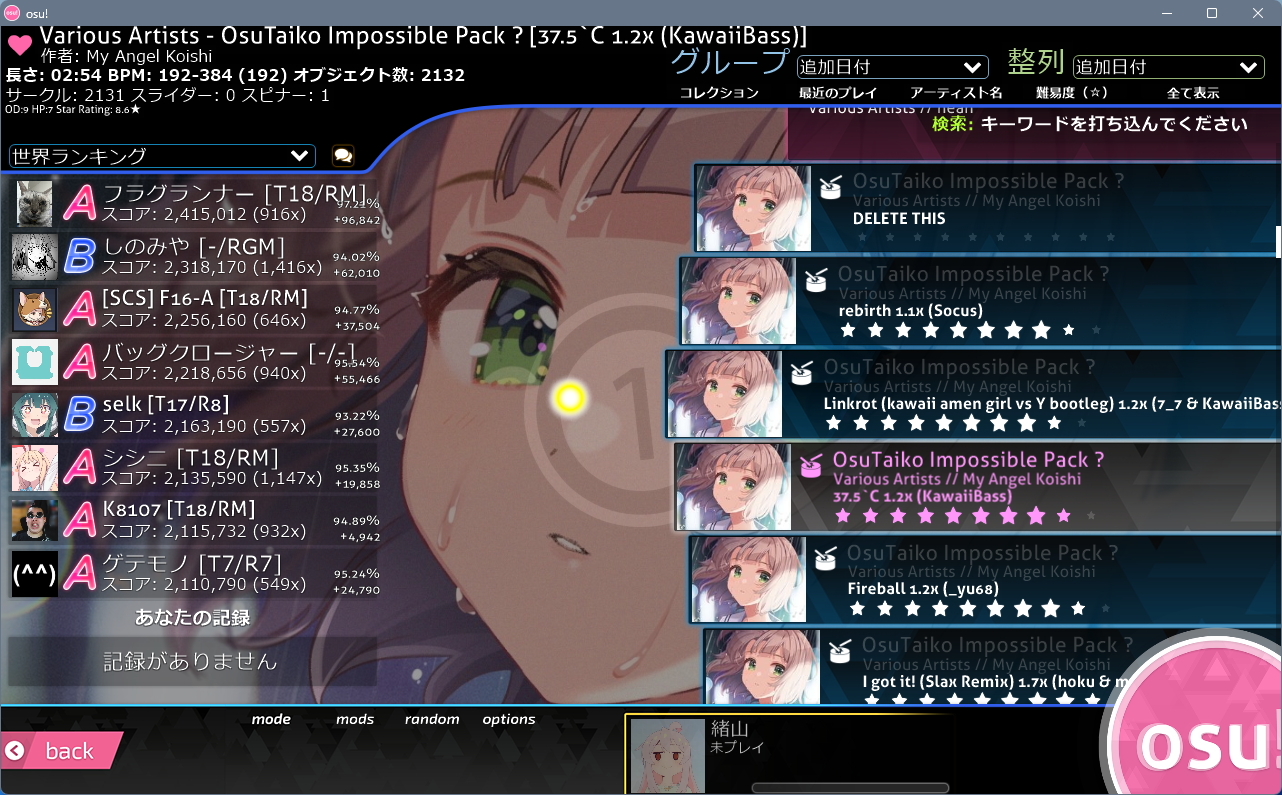 osu!
Various Artists - OsuTaiko Impossible Pack ? [37.5`C 1.2x (KawaiiBass)]
作者: My Angel Koishi
長さ: 02:54 BPM: 192-384 (192) オブジェクト数: 2132
サークル: 2131 スライダー: 0 スピナー: 1
OD:9 HP:7 Star Rating: 8.6★
グループ 追加日付 整列 追加日付
コレクション 最近のプレイ アーティスト名 難易度（☆） 全て表示
Various Artists //
検索: キーワードを打ち込んでください
世界ランキング
フラグランナー [T18/RM]
スコア: 2,415,012 (916x)
97.23%
+96,842
しのみや [-/RGM]
スコア: 2,318,170 (1,416x)
94.02%
+62,010
[SCS] F16-A [T18/RM]
スコア: 2,256,160 (646x)
94.77%
+37,504
バッグクロージャー [-/-]
スコア: 2,218,656 (940x)
95.54%
+55,466
selk [T17/R8]
スコア: 2,163,190 (557x)
93.22%
+27,600
シシニ [T18/RM]
スコア: 2,135,590 (1,147x)
95.35%
+19,858
K8107 [T18/RM]
スコア: 2,115,732 (932x)
94.89%
+4,942
(^^)
ゲテモノ [T7/R7]
スコア: 2,110,790 (549x)
95.24%
+24,790
A
B
A
A
B
A
A
A
あなたの記録
記録がありません
1
OsuTaiko Impossible Pack ?
Various Artists // My Angel Koishi
DELETE THIS
OsuTaiko Impossible Pack ?
Various Artists // My Angel Koishi
rebirth 1.1x (Socus)
OsuTaiko Impossible Pack ?
Various Artists // My Angel Koishi
Linkrot (kawaii amen girl vs Y bootleg) 1.2x (7_7 & KawaiiBas
OsuTaiko Impossible Pack ?
Various Artists // My Angel Koishi
37.5`C 1.2x (KawaiiBass)
OsuTaiko Impossible Pack ?
Various Artists // My Angel Koishi
Fireball 1.2x (_yu68)
OsuTaiko Impossible Pack ?
Various Artists // My Angel Koishi
I got it! (Slax Remix) 1.7x (hoku & m
back
mode mods random options
緒山
未プレイ
osu!